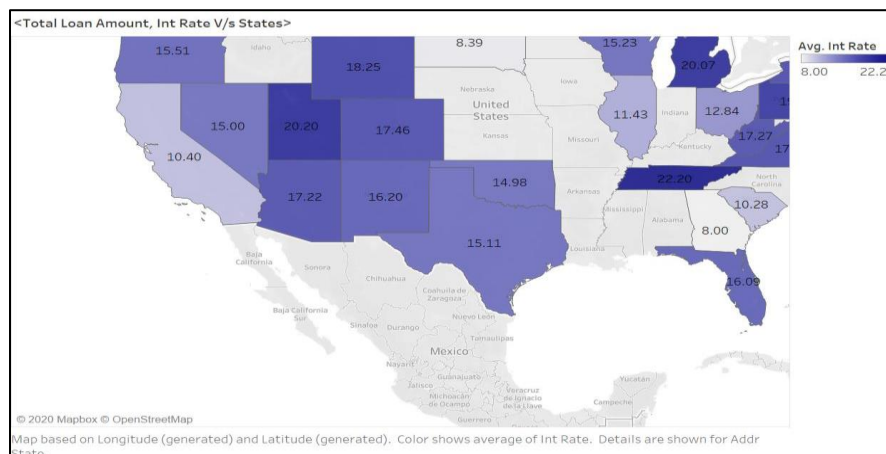 <Total Loan Amount, Int Rate V/s States>
Avg. Int Rate
8.00 22.2
15.51
Idaho
18.25
8.39
15.23
20.07
Nebraska
Iowa
United
States
10.40
15.00
20.20
17.46
Kansas
Missouri
11.43
Indiana
12.84
17.27
17
Kentucky
17.22
16.20
14.98
Arkansas
22.20
North
Carolina
10.28
Mississippi
Alabama
8.00
15.11
Louisiana
16.09
Baja
California
Sonora
Chihuahua
Coahuila de
Zaragoza
Baja California
Sur
Nuevo León
Sinaloa
Durango
Tamaulipas
Mexico
Nayarit
Guanajuato
Jalisco
Michoacán
de Ocampo
Veracruz
de Ignacio
de la Llave
Guerrero
Yucatán
Campeche
© 2020 Mapbox © OpenStreetMap
Map based on Longitude (generated) and Latitude (generated). Color shows average of Int Rate. Details are shown for Addr
State